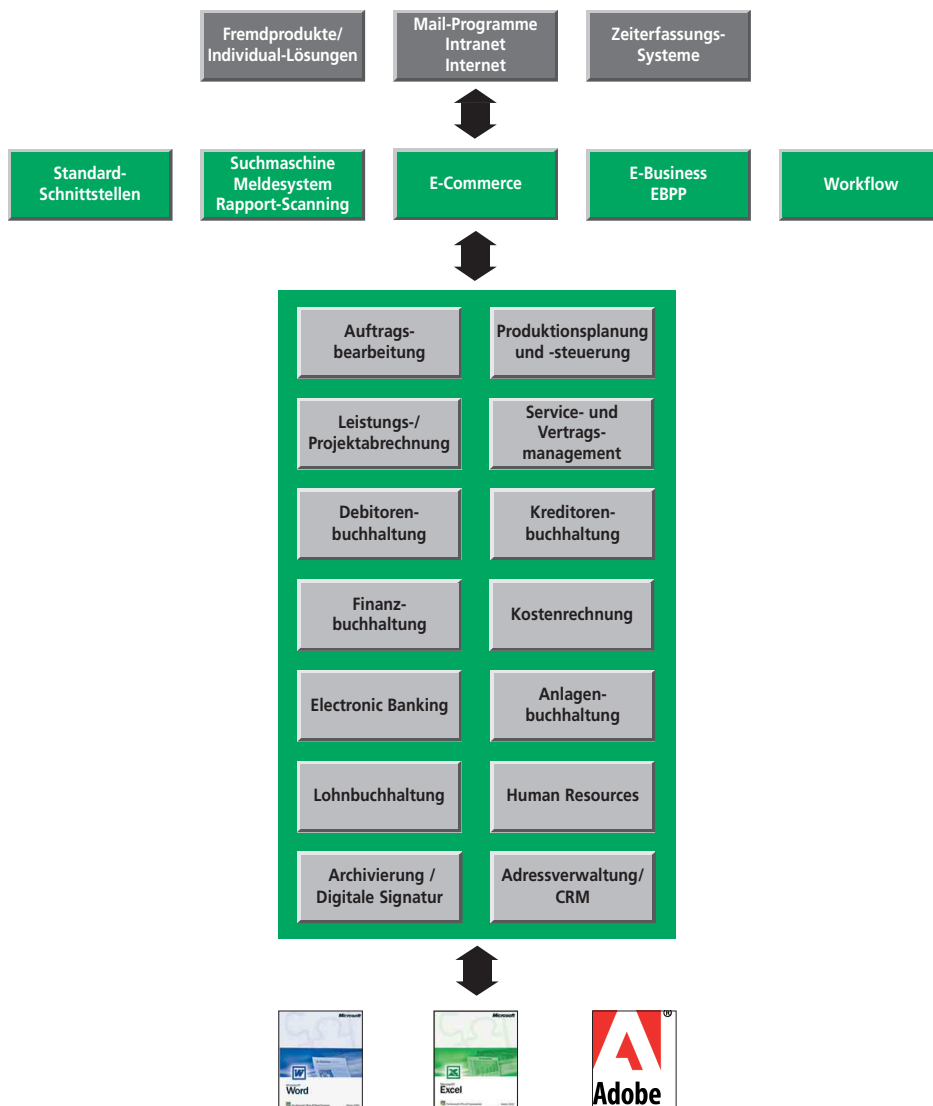 Fremdprodukte/
Individual-Lösungen
Mail-Programme
Intranet
Internet
Zeiterfassungs-
Systeme
Standard-
Schnittstellen
Suchmaschine
Meldesystem
Rapport-Scanning
E-Commerce
E-Business
EBPP
Workflow
Auftrags-
bearbeitung
Produktionsplanung
und -steuerung
Leistungs-/
Projektabrechnung
Service- und
Vertrags-
management
Debitoren-
buchhaltung
Kreditoren-
buchhaltung
Finanz-
buchhaltung
Kostenrechnung
Electronic Banking
Anlagen-
buchhaltung
Lohnbuchhaltung
Human Resources
Archivierung /
Digitale Signatur
Adressverwaltung/
CRM
Microsoft
W
Microsoft
Word
Microsoft
X
Microsoft
Excel
®
Adobe